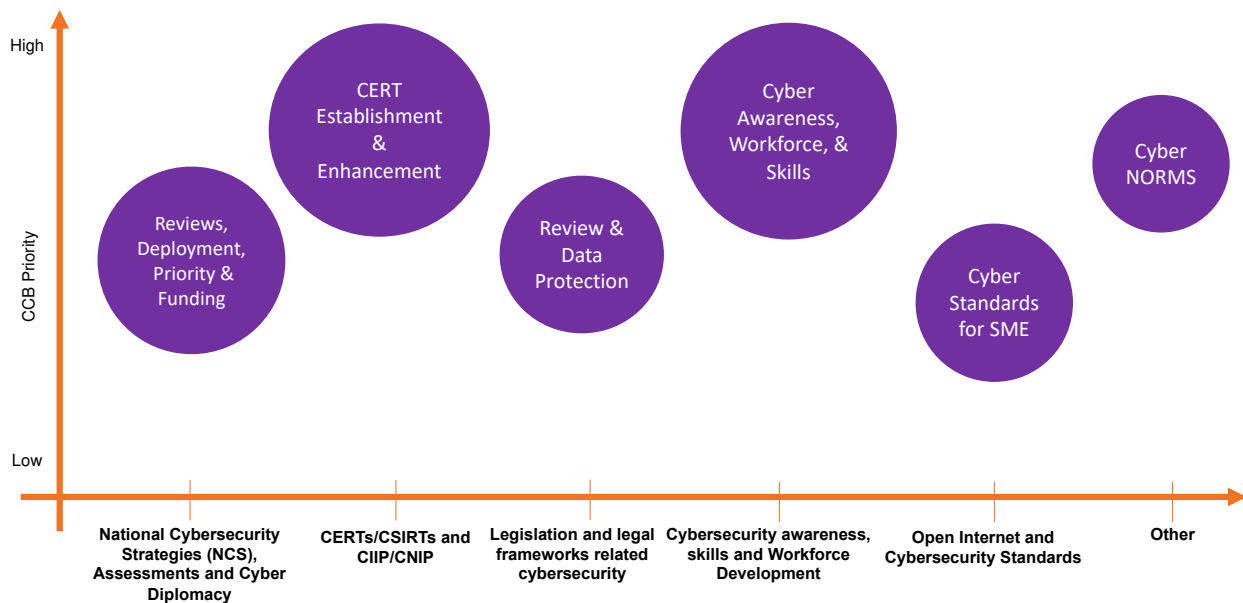 High
CCB Priority
Low
Reviews,
Deployment,
Priority &
Funding
CERT
Establishment
&
Enhancement
Review &
Data
Protection
Cyber
Awareness,
Workforce, &
Skills
Cyber
Standards
for SME
Cyber
NORMS
National Cybersecurity
Strategies (NCS),
Assessments and Cyber
Diplomacy
CERTs/CSIRTs and
CIIP/CNIP
Legislation and legal
frameworks related
cybersecurity
Cybersecurity awareness,
skills and Workforce
Development
Open Internet and
Cybersecurity Standards
Other